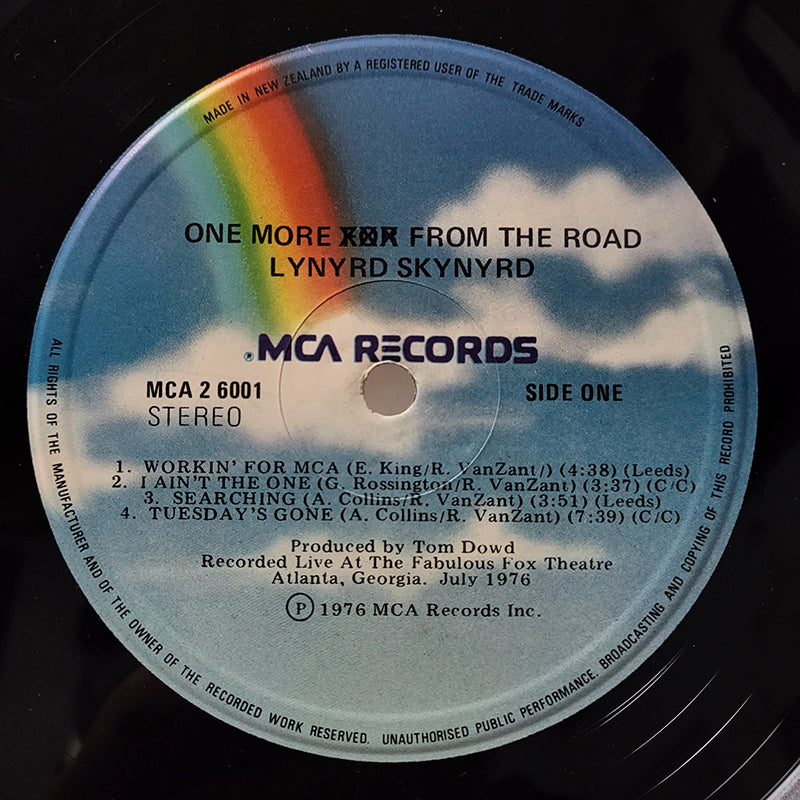 MADE IN NEW ZEALAND BY A REGISTERED USER OF THE TRADE MARKS
ONE MORE FROM THE ROAD
LYNYRD SKYNYRD
® MCA RECORDS
MCA 2 6001
SIDE ONE
STEREO
1. WORKIN' FOR MCA (E. King/R. VanZant/) (4:38) (Leeds)
2. I AIN'T THE ONE (G. Rossington/R. VanZant) (3:37) (C/C)
3. SEARCHING (A. Collins/R. VanZant) (3:51) (Leeds)
4. TUESDAY'S GONE (A. Collins/R. VanZant) (7:39) (C/C)
Produced by Tom Dowd
Recorded Live At The Fabulous Fox Theatre
Atlanta, Georgia. July 1976
Ⓟ 1976 MCA Records Inc.
ALL RIGHTS OF THE MANUFACTURER AND OF THE OWNER OF THE RECORDED WORK RESERVED. UNAUTHORISED PUBLIC PERFORMANCE. BROADCASTING AND COPYING OF THIS RECORD PROHIBITED